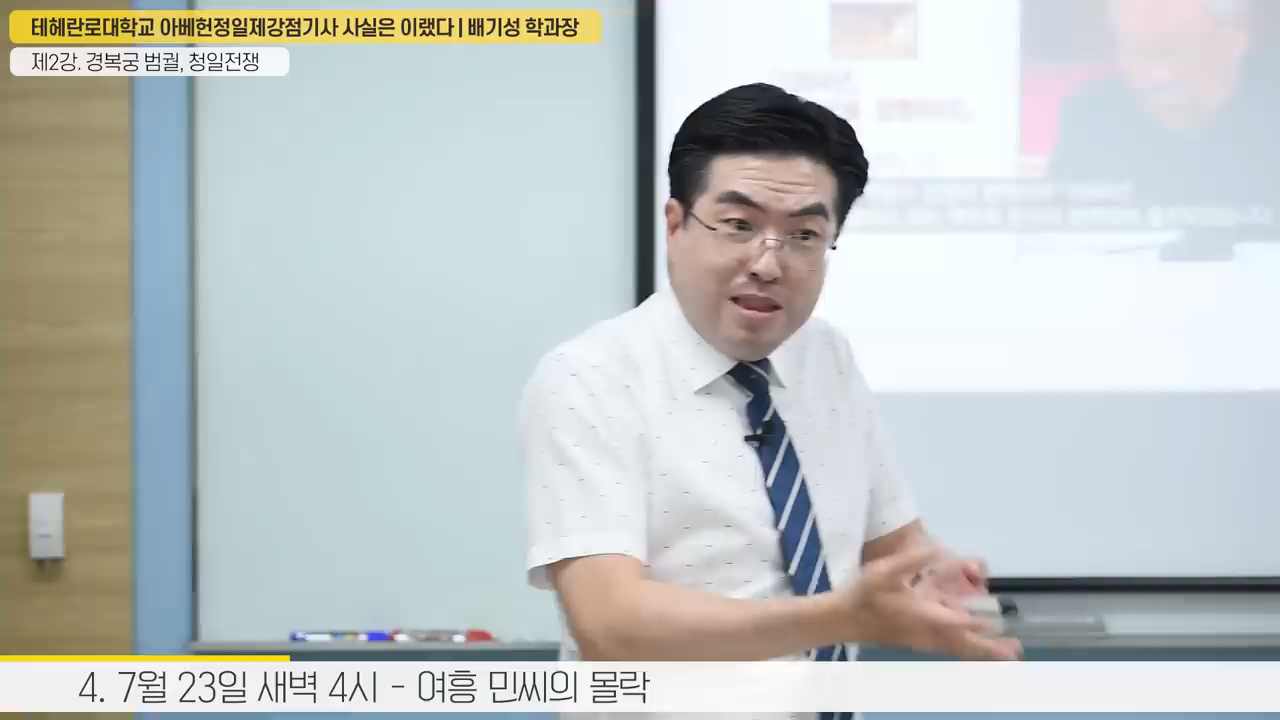 테헤란로대학교 아베헌정일제강점기사 사실은 이랬다 | 배기성 학과장
제2강. 경복궁 범궐, 청일전쟁
4. 7월 23일 새벽 4시 - 여흥 민씨의 몰락